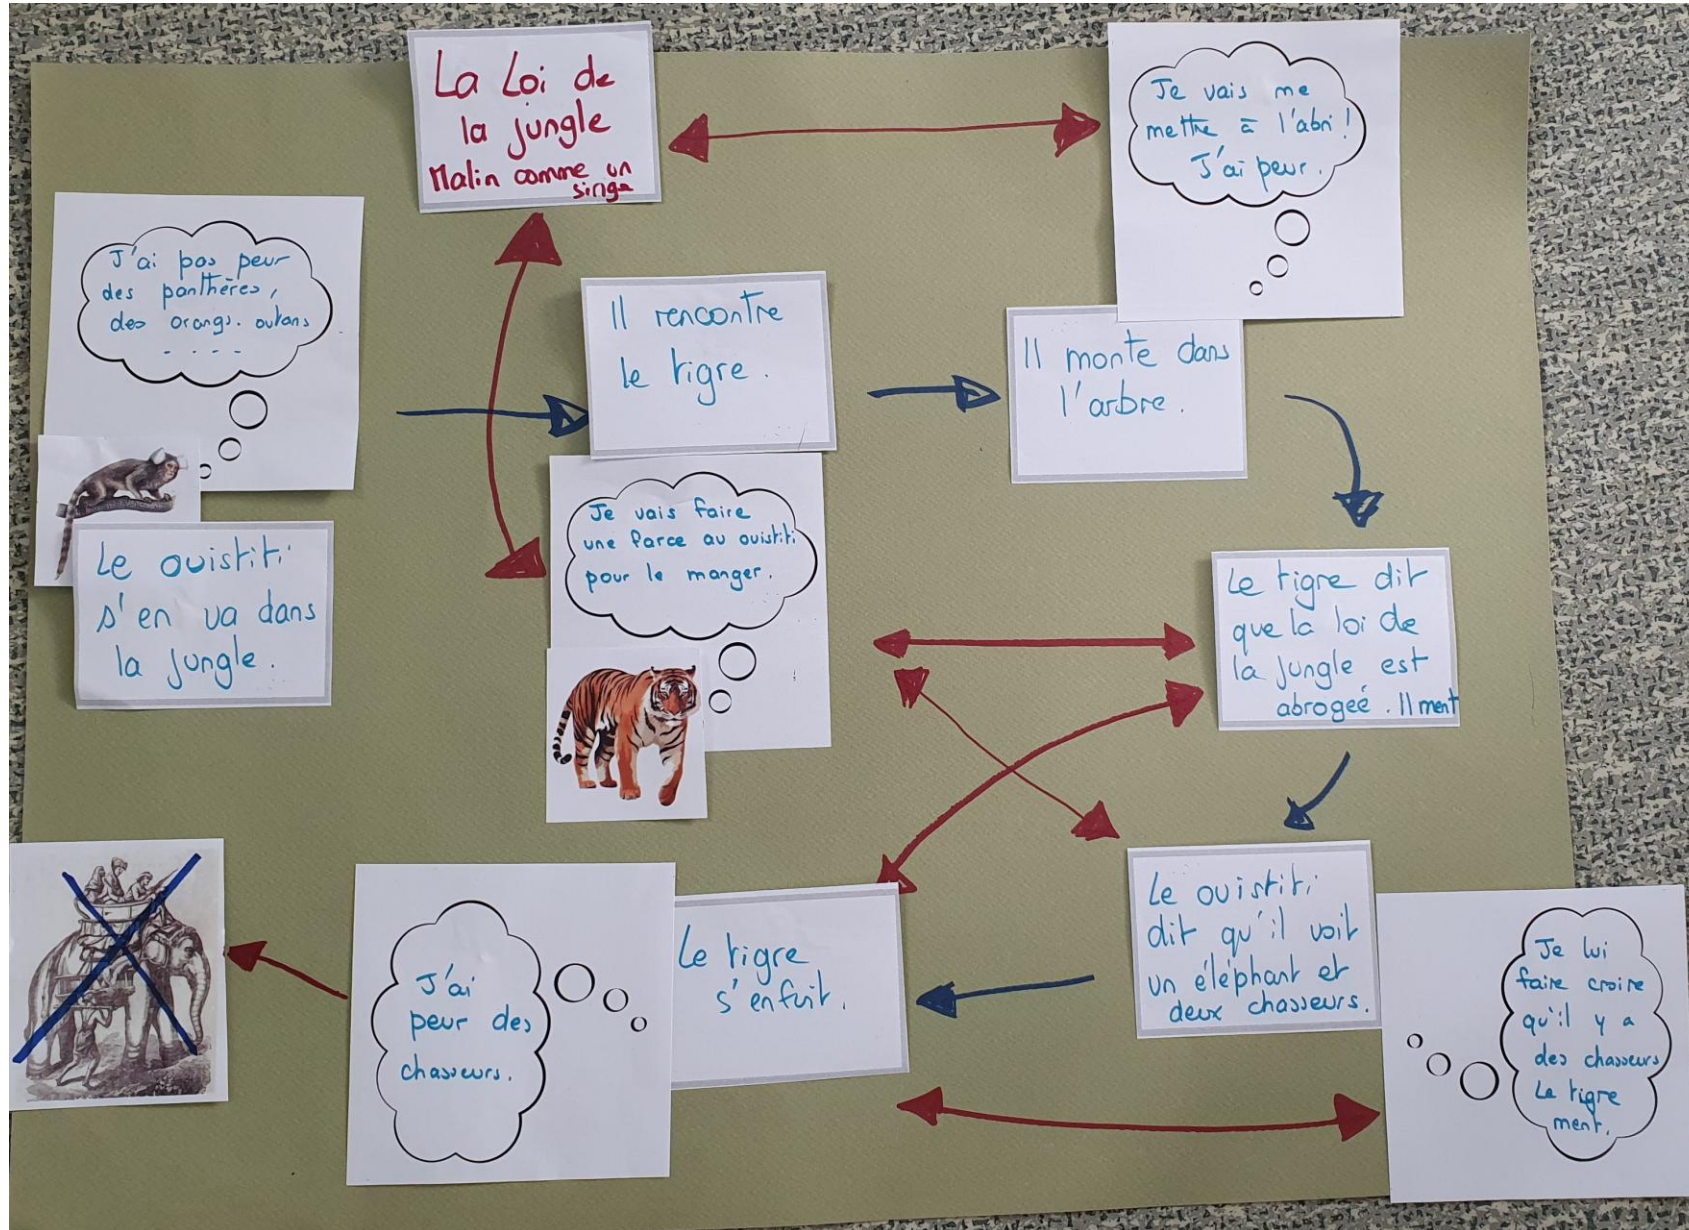 La Loi de
la jungle
Malin comme un
singe
J'ai pas peur
des panthères,
des orangs-outans
- - - -
Le ouistiti
s'en va dans
la jungle.
Il rencontre
le tigre.
Je vais faire
une farce au ouistiti
pour le manger.
Je vais me
mettre à l'abri !
J'ai peur.
Il monte dans
l'arbre.
Le tigre dit
que la loi de
la jungle est
abrogeé. Il ment
Le ouistiti
dit qu'il voit
un éléphant et
deux chasseurs.
Je lui
faire croire
qu'il y a
des chasseurs
Le tigre
ment.
Le tigre
s'enfuit.
J'ai
peur des
chasseurs.